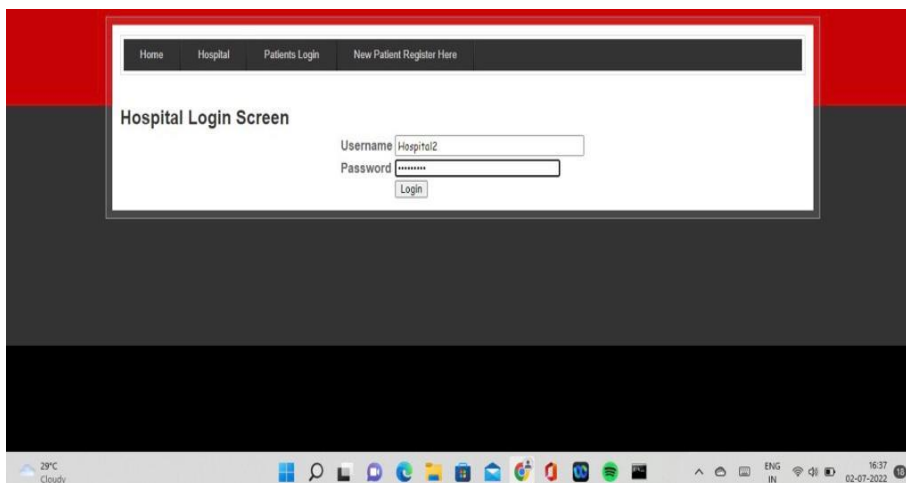 Home Hospital Patients Login New Patient Register Here
Hospital Login Screen
Username Hospital2
Password •••••••••
Login
29°C
Cloudy
ENG
IN
16:37
02-07-2022
18